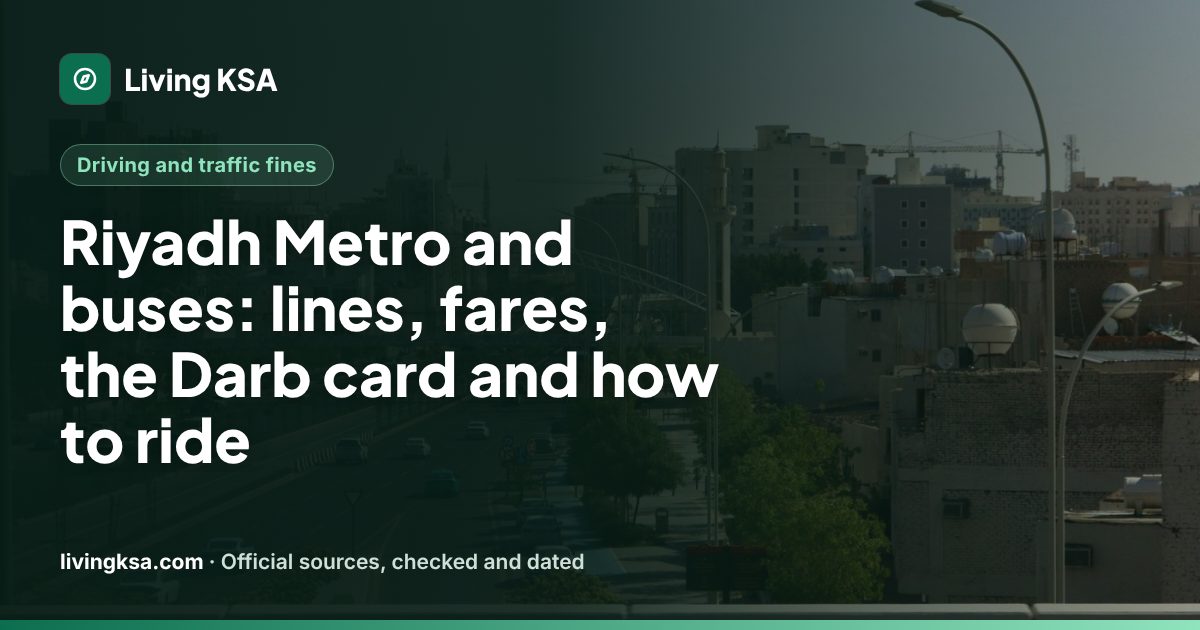 Living KSA
Driving and traffic fines
Riyadh Metro and
buses: lines, fares,
the Darb card and how
to ride
livingksa.com · Official sources, checked and dated